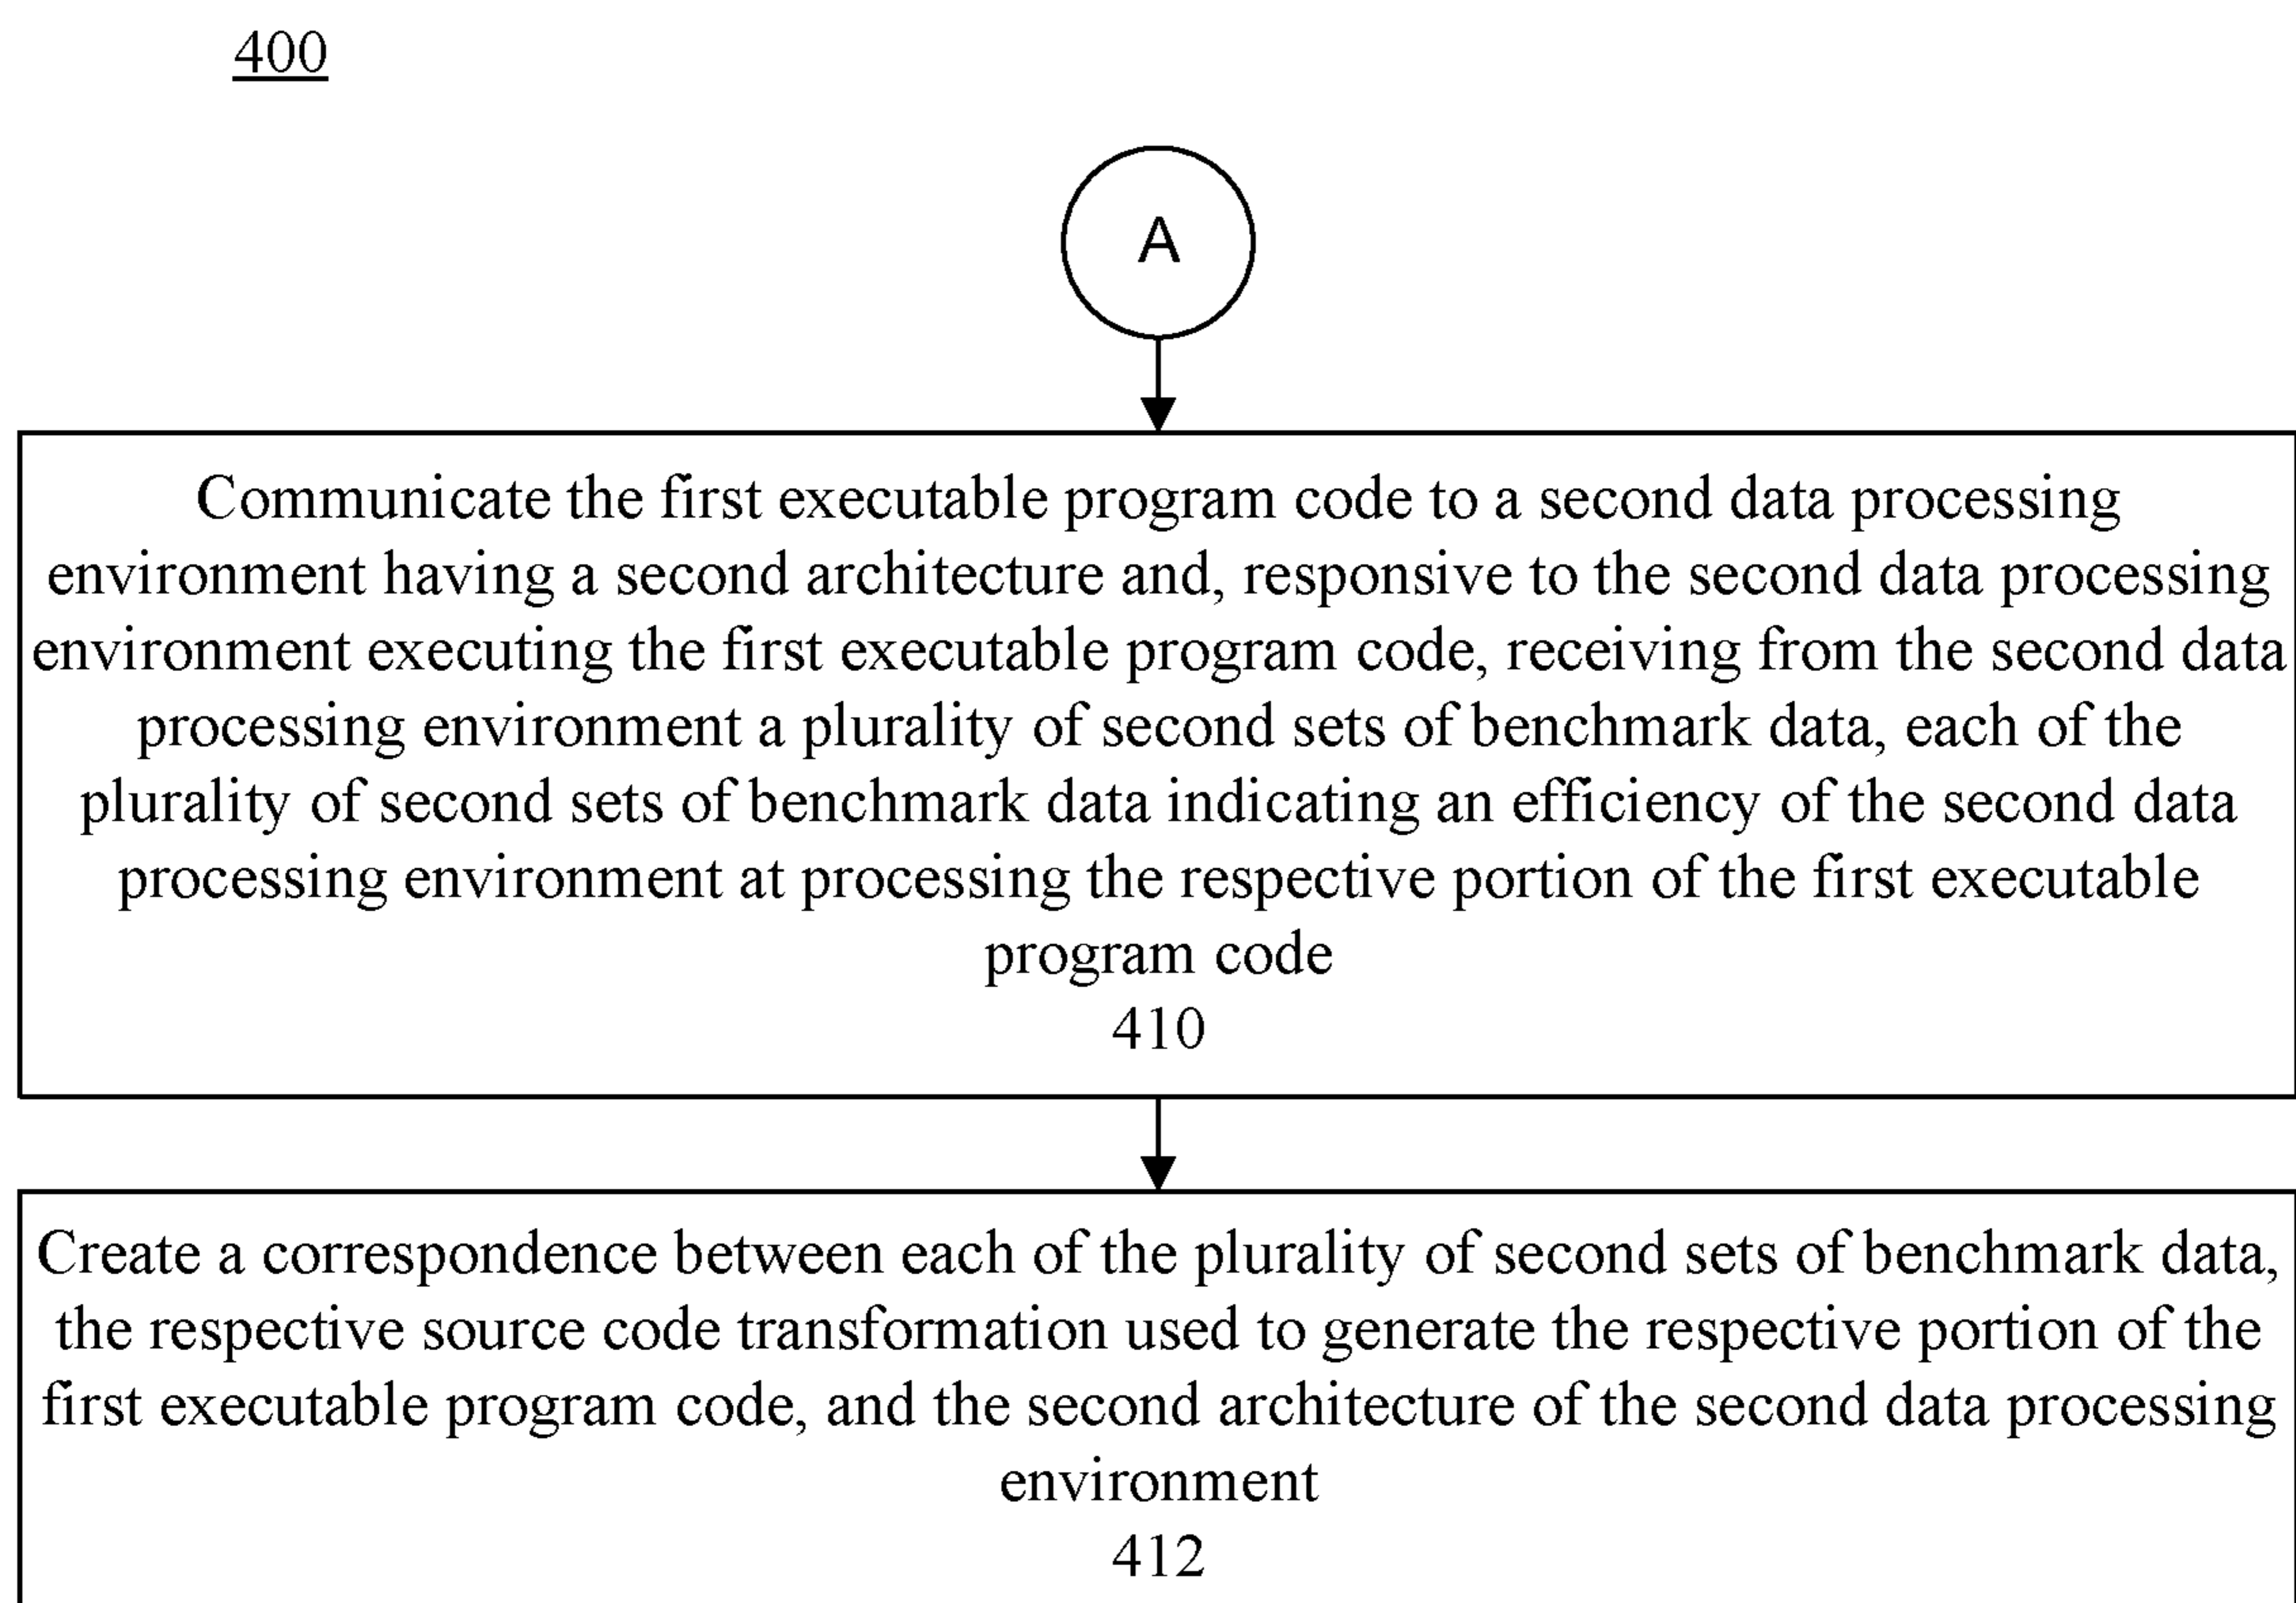 400
A
Communicate the first executable program code to a second data processing
environment having a second architecture and, responsive to the second data processing
environment executing the first executable program code, receiving from the second data
processing environment a plurality of second sets of benchmark data, each of the
plurality of second sets of benchmark data indicating an efficiency of the second data
processing environment at processing the respective portion of the first executable
program code
410
Create a correspondence between each of the plurality of second sets of benchmark data,
the respective source code transformation used to generate the respective portion of the
first executable program code, and the second architecture of the second data processing
environment
412